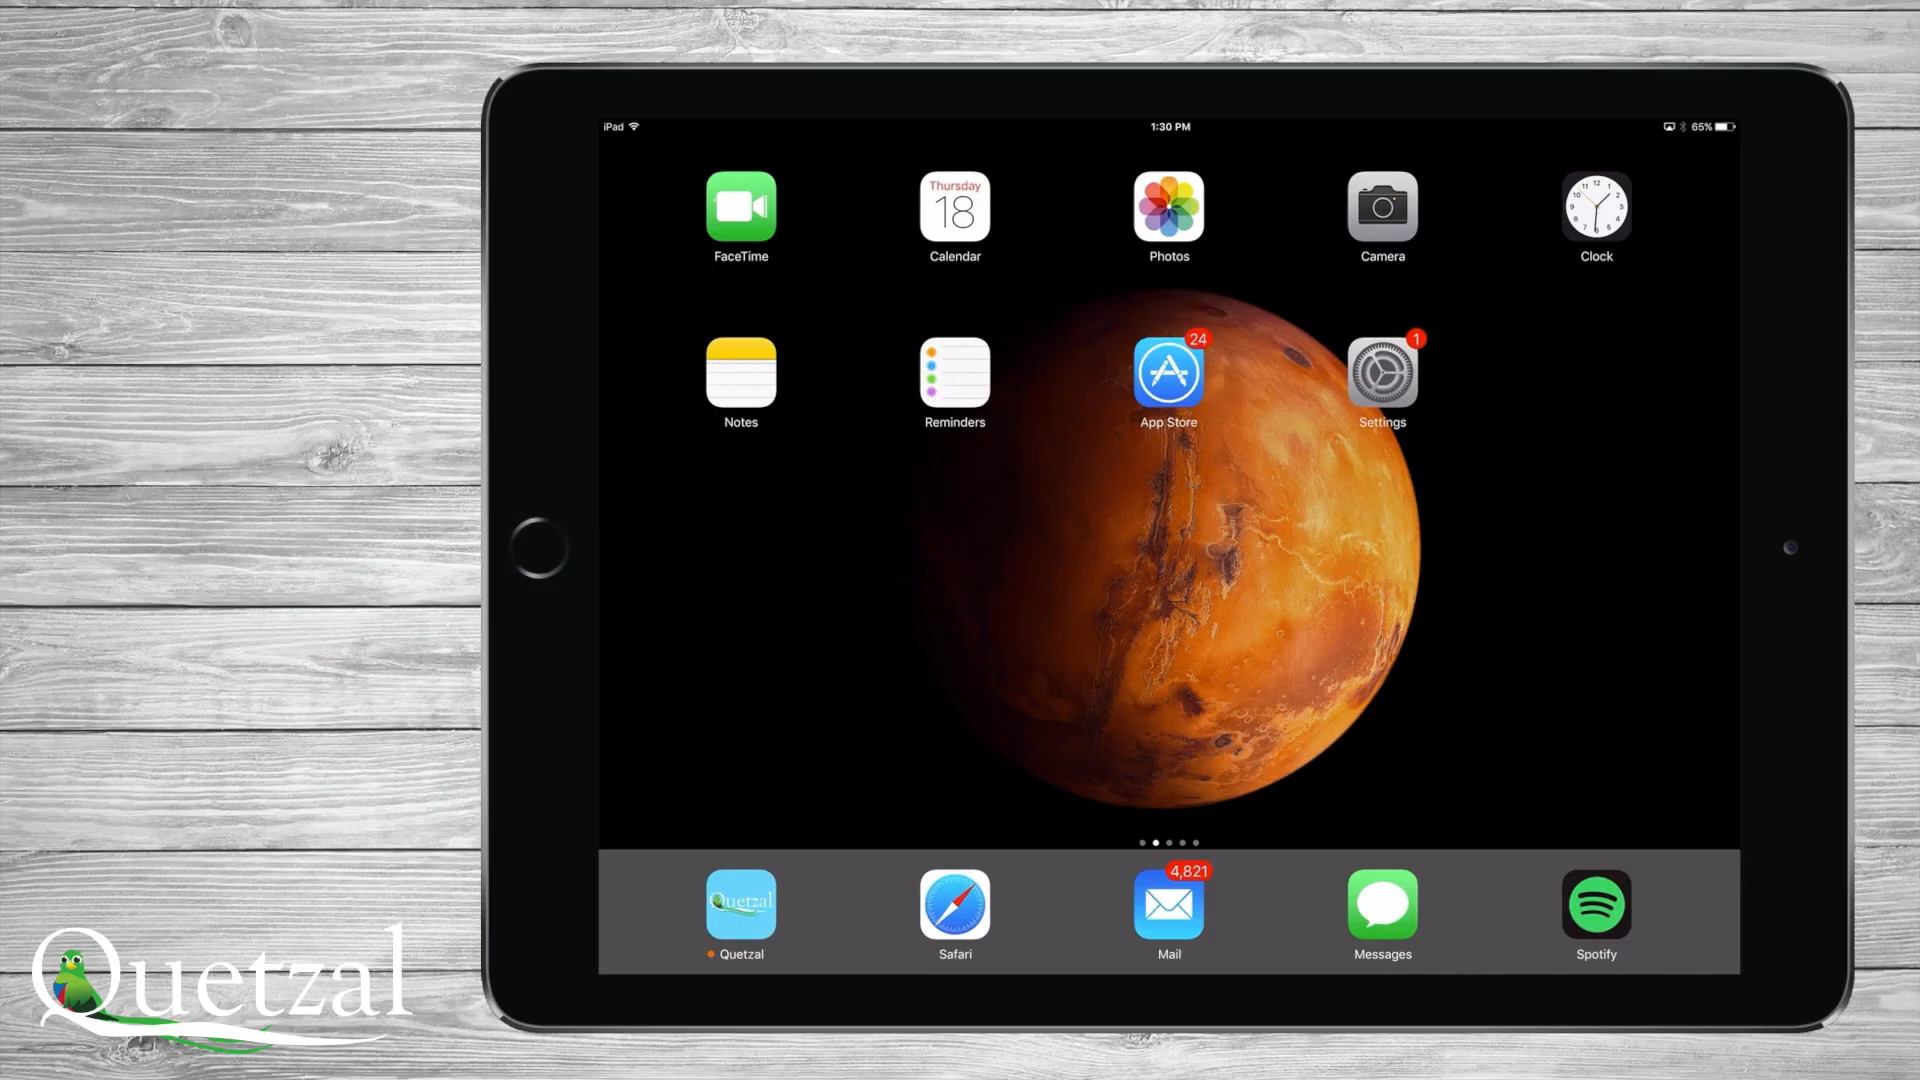 iPad
1:30 PM
65%
Thursday
18
FaceTime
Calendar
Photos
Camera
Clock
24
1
Notes
Reminders
App Store
Settings
4,821
Quetzal
Quetzal
Safari
Mail
Messages
Spotify
Quetzal